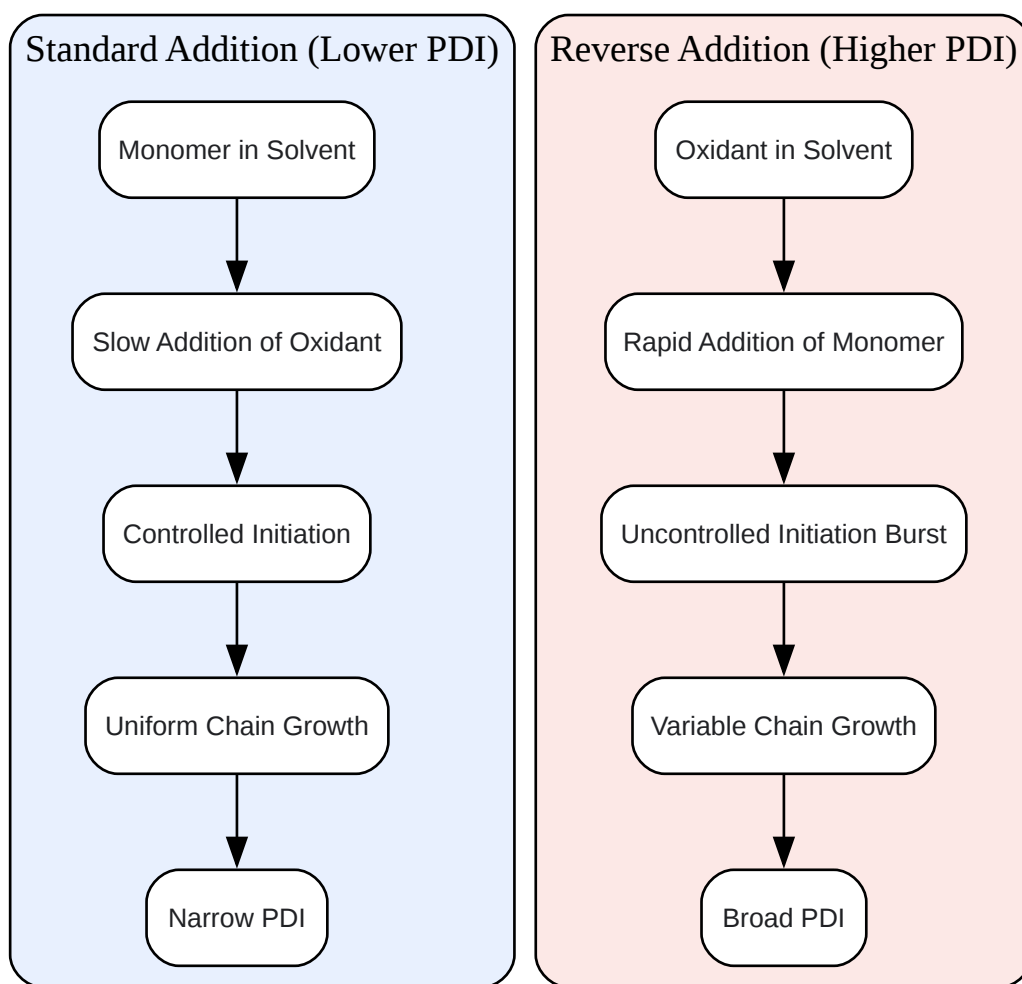 Standard Addition (Lower PDI)
Monomer in Solvent
Slow Addition of Oxidant
Controlled Initiation
Uniform Chain Growth
Narrow PDI
Reverse Addition (Higher PDI)
Oxidant in Solvent
Rapid Addition of Monomer
Uncontrolled Initiation Burst
Variable Chain Growth
Broad PDI